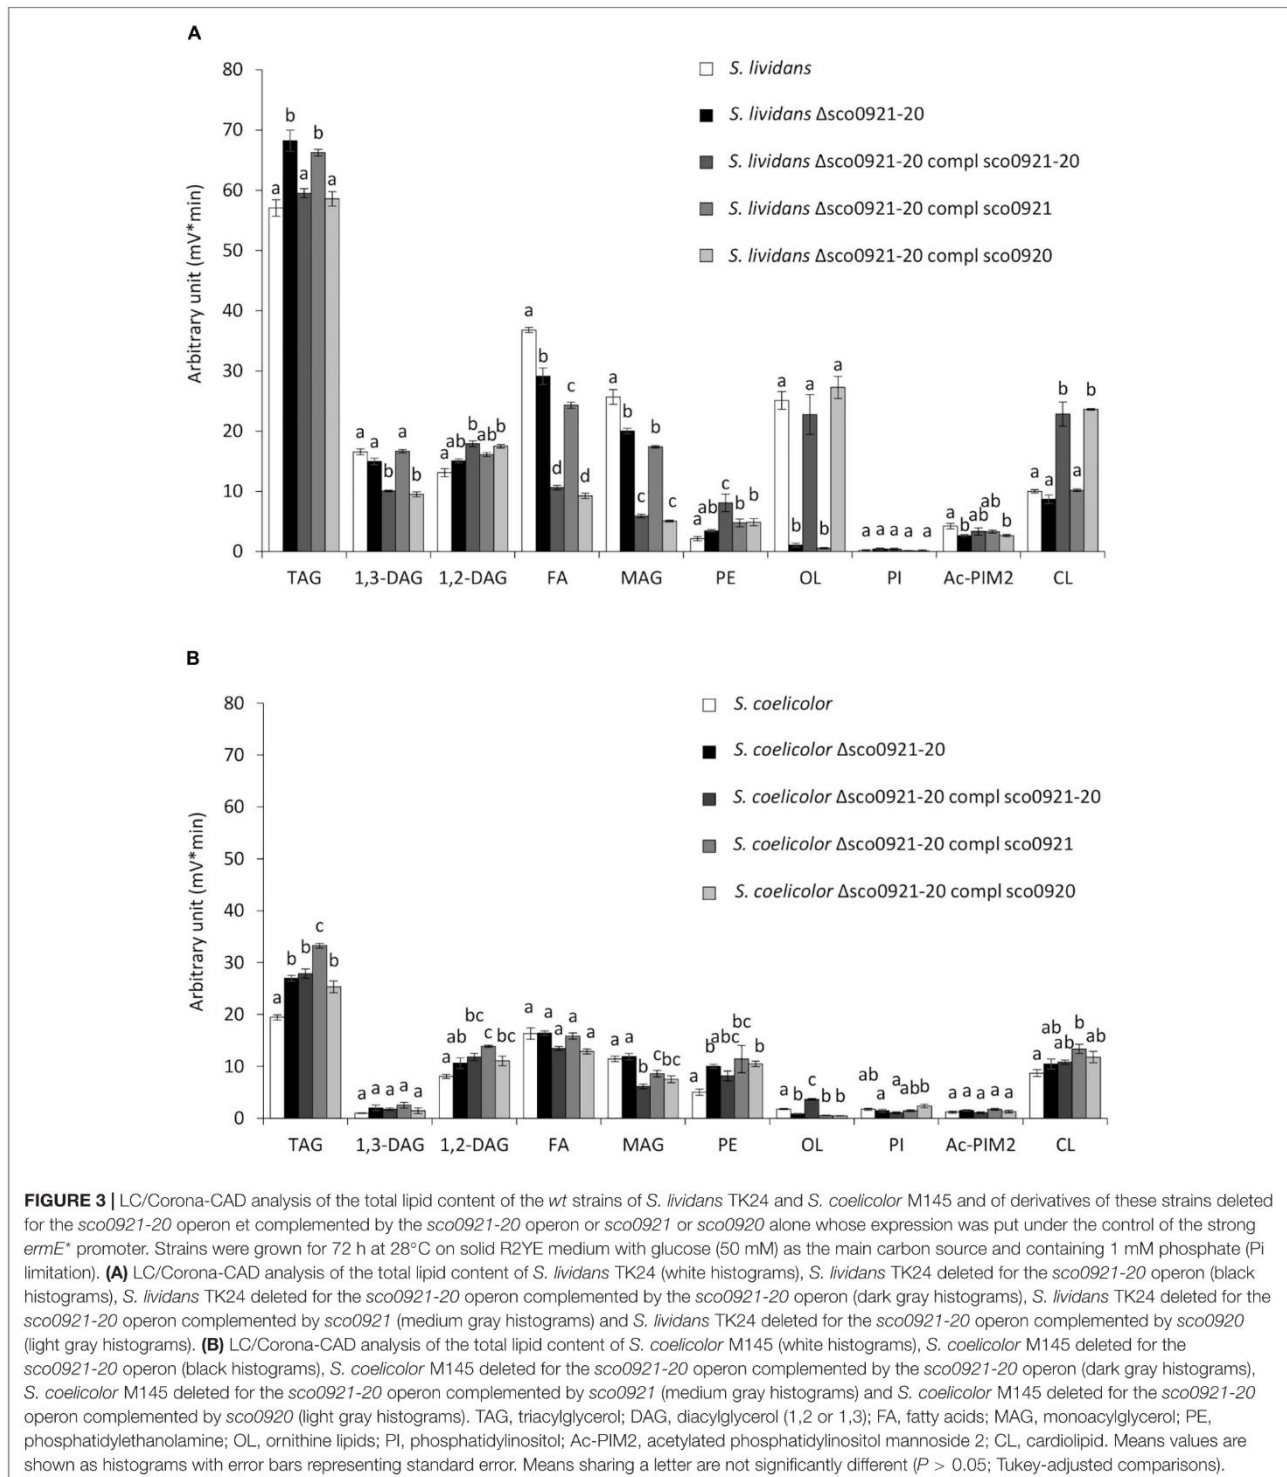 A
80
70
60
50
40
30
20
10
0
Arbitrary unit (mV*min)
S. lividans
S. lividans Δsco0921-20
S. lividans Δsco0921-20 compl sco0921-20
S. lividans Δsco0921-20 compl sco0921
S. lividans Δsco0921-20 compl sco0920
a b a b a
a a b a b
a ab b ab b
a b d c d
a b c b c
a ab c b b
a b a b a
a a a a a
a b ab ab b
a a b a b
TAG 1,3-DAG 1,2-DAG FA MAG PE OL PI Ac-PIM2 CL
B
80
70
60
50
40
30
20
10
0
Arbitrary unit (mV*min)
S. coelicolor
S. coelicolor Δsco0921-20
S. coelicolor Δsco0921-20 compl sco0921-20
S. coelicolor Δsco0921-20 compl sco0921
S. coelicolor Δsco0921-20 compl sco0920
a b b c b
a a a a a
a ab bc c bc
a a a a a
a a b c bc
a b abc bc b
a b c b b
ab a a ab b
a a a a a
a ab ab b ab
TAG 1,3-DAG 1,2-DAG FA MAG PE OL PI Ac-PIM2 CL
FIGURE 3 | LC/Corona-CAD analysis of the total lipid content of the wt strains of S. lividans TK24 and S. coelicolor M145 and of derivatives of these strains deleted
for the sco0921-20 operon et complemented by the sco0921-20 operon or sco0921 or sco0920 alone whose expression was put under the control of the strong
ermE* promoter. Strains were grown for 72 h at 28°C on solid R2YE medium with glucose (50 mM) as the main carbon source and containing 1 mM phosphate (Pi
limitation). (A) LC/Corona-CAD analysis of the total lipid content of S. lividans TK24 (white histograms), S. lividans TK24 deleted for the sco0921-20 operon (black
histograms), S. lividans TK24 deleted for the sco0921-20 operon complemented by the sco0921-20 operon (dark gray histograms), S. lividans TK24 deleted for the
sco0921-20 operon complemented by sco0921 (medium gray histograms) and S. lividans TK24 deleted for the sco0921-20 operon complemented by sco0920
(light gray histograms). (B) LC/Corona-CAD analysis of the total lipid content of S. coelicolor M145 (white histograms), S. coelicolor M145 deleted for the
sco0921-20 operon (black histograms), S. coelicolor M145 deleted for the sco0921-20 operon complemented by the sco0921-20 operon (dark gray histograms),
S. coelicolor M145 deleted for the sco0921-20 operon complemented by sco0921 (medium gray histograms) and S. coelicolor M145 deleted for the sco0921-20
operon complemented by sco0920 (light gray histograms). TAG, triacylglycerol; DAG, diacylglycerol (1,2 or 1,3); FA, fatty acids; MAG, monoacylglycerol; PE,
phosphatidylethanolamine; OL, ornithine lipids; PI, phosphatidylinositol; Ac-PIM2, acetylated phosphatidylinositol mannoside 2; CL, cardiolipid. Means values are
shown as histograms with error bars representing standard error. Means sharing a letter are not significantly different (P > 0.05; Tukey-adjusted comparisons).